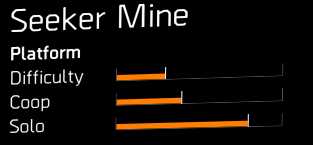 Seeker Mine
Platform
Difficulty
Coop
Solo